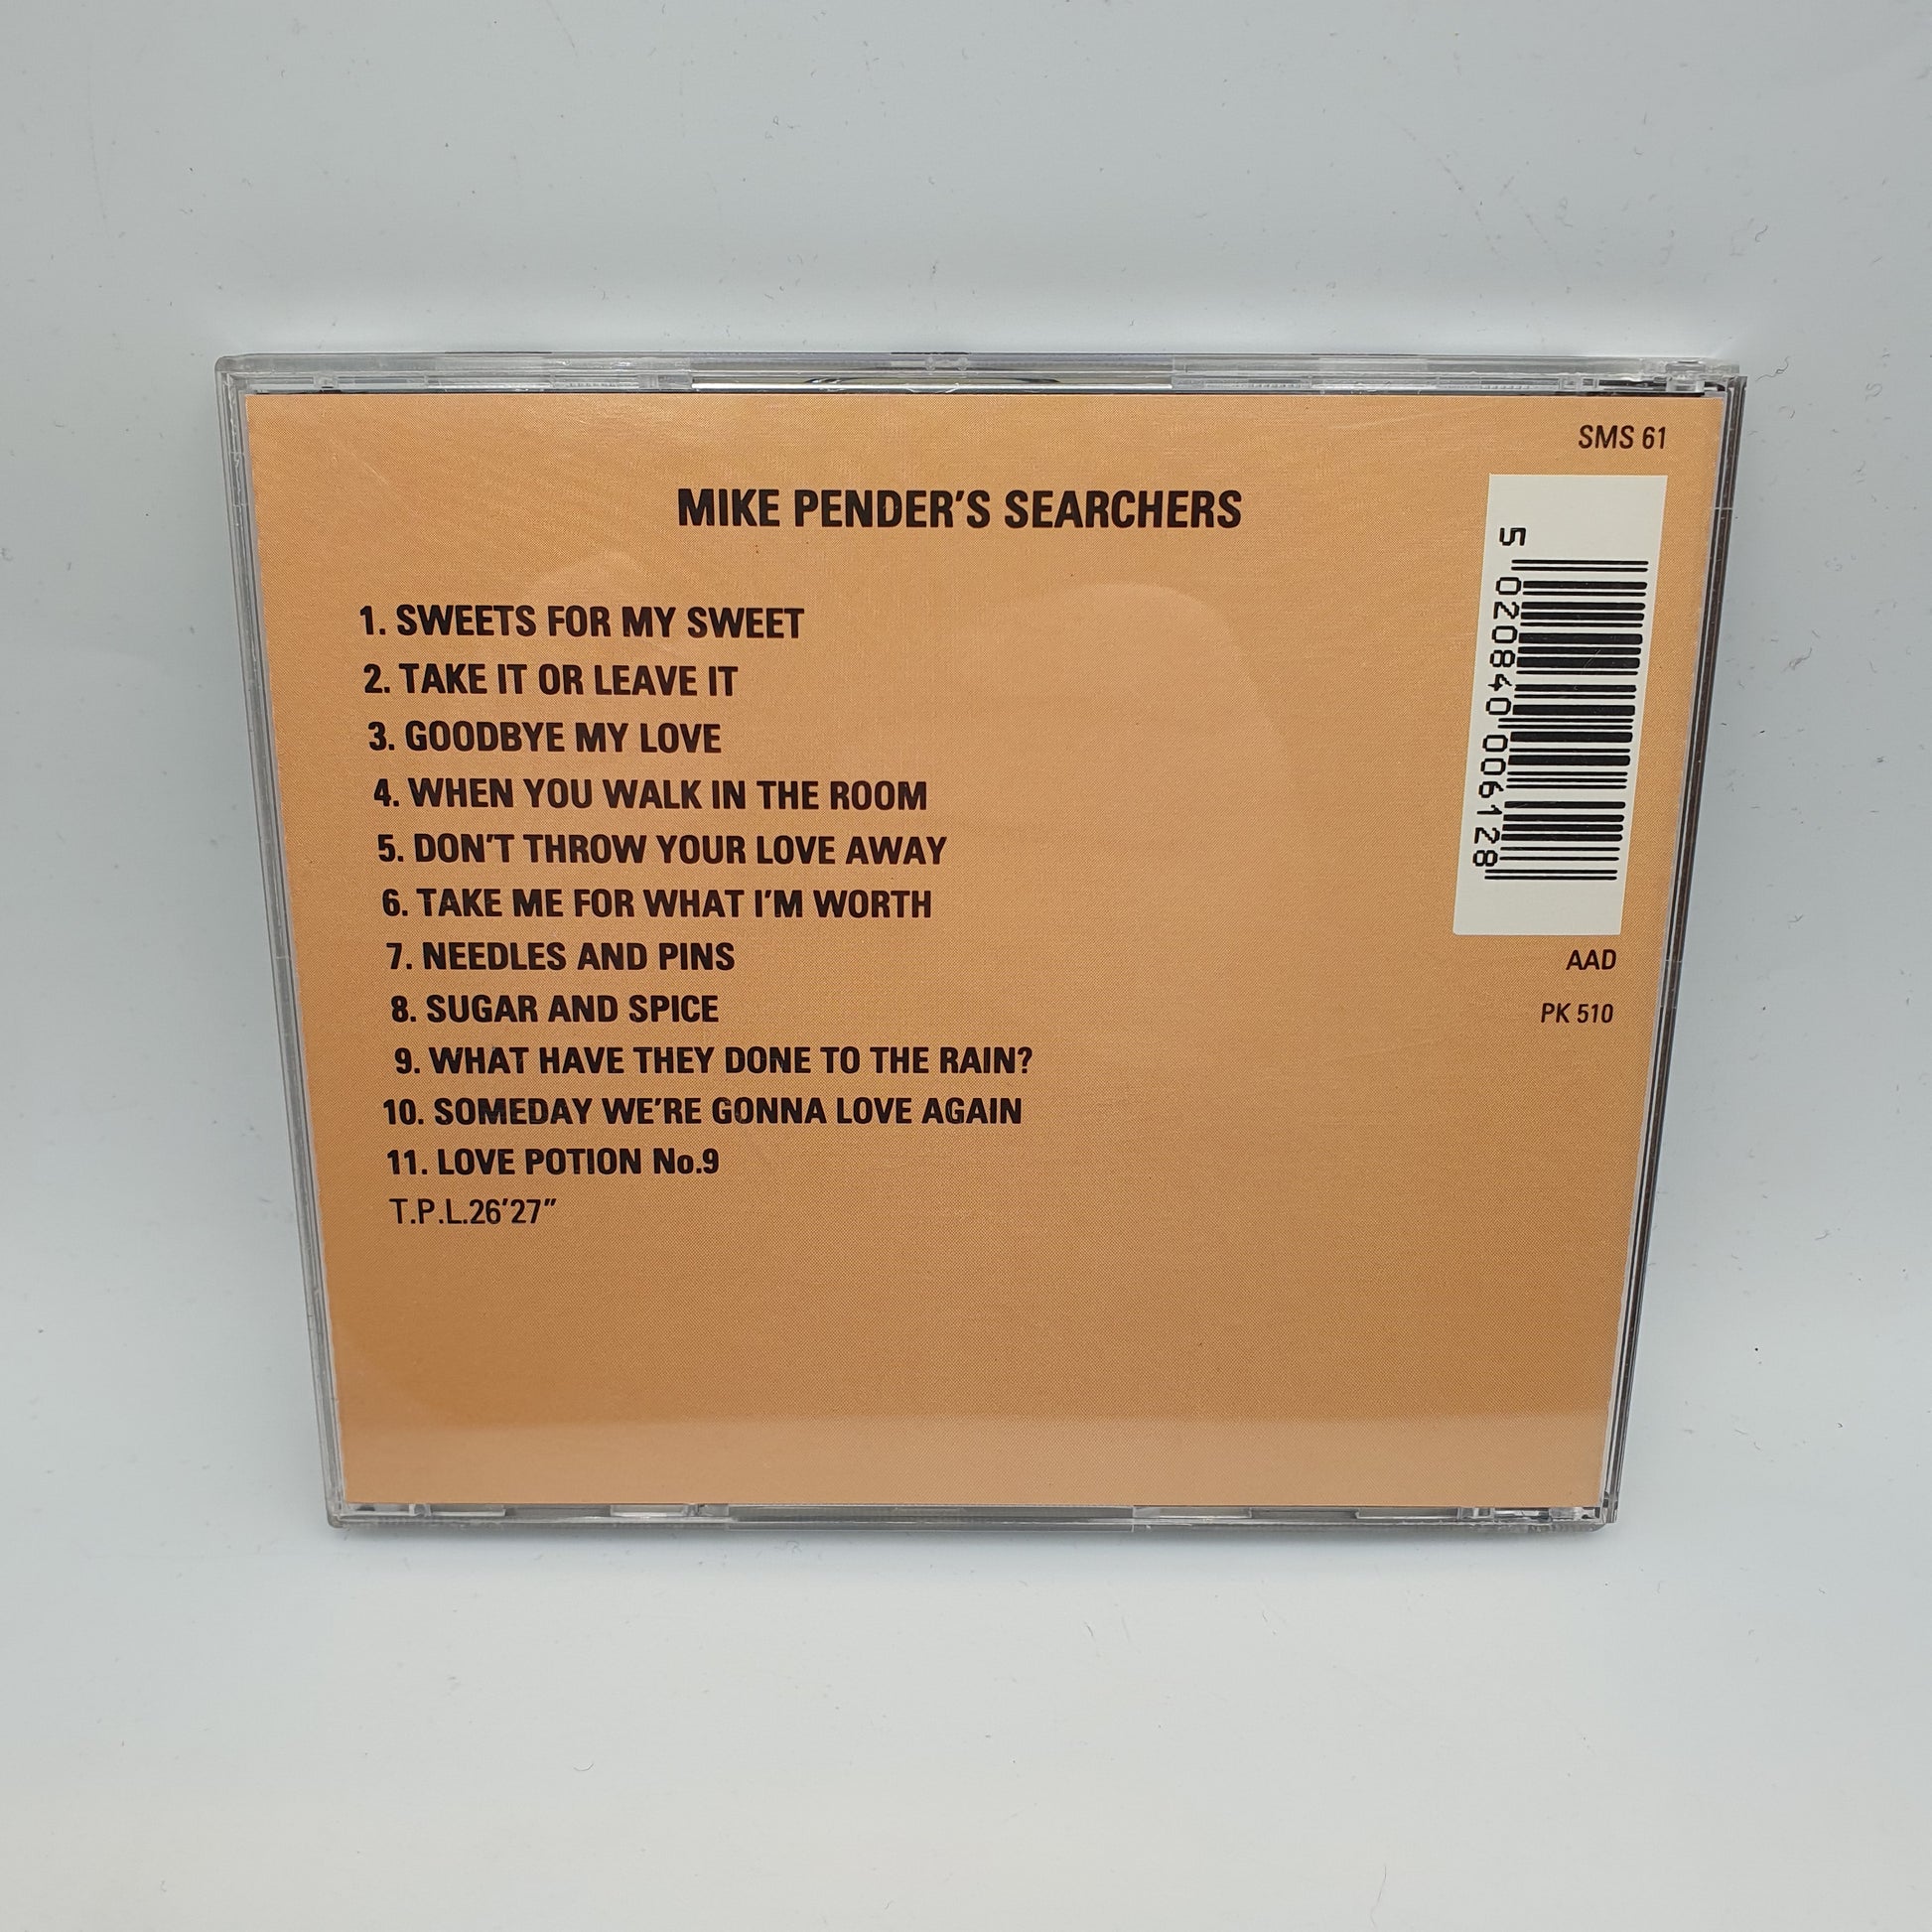 SMS 61
MIKE PENDER'S SEARCHERS
1. SWEETS FOR MY SWEET
2. TAKE IT OR LEAVE IT
3. GOODBYE MY LOVE
4. WHEN YOU WALK IN THE ROOM
5. DON'T THROW YOUR LOVE AWAY
6. TAKE ME FOR WHAT I'M WORTH
7. NEEDLES AND PINS
8. SUGAR AND SPICE
9. WHAT HAVE THEY DONE TO THE RAIN?
10. SOMEDAY WE'RE GONNA LOVE AGAIN
11. LOVE POTION No.9
T.P.L.26'27"
5 020840 006128
AAD
PK 510